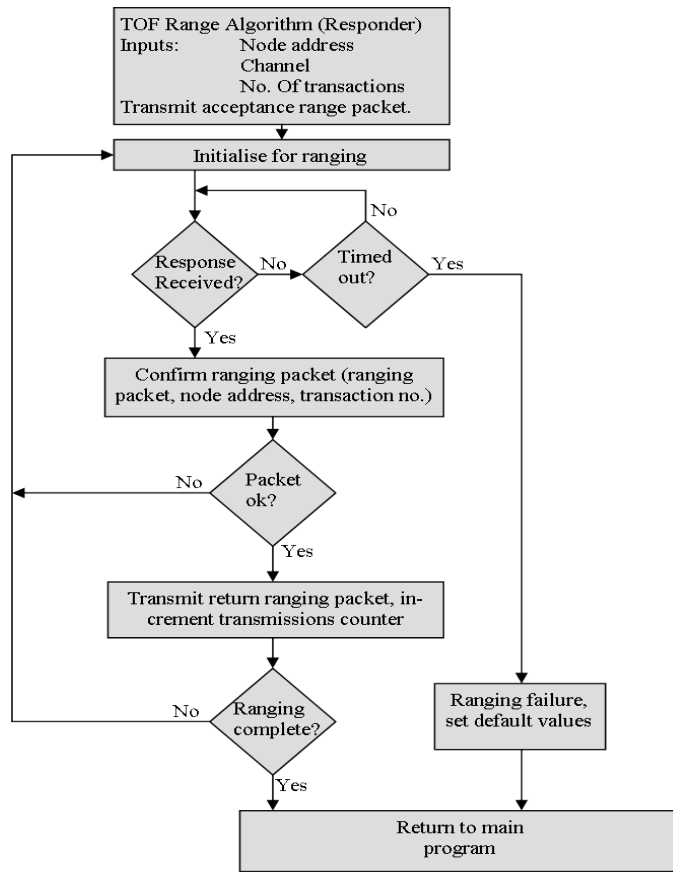 TOF Range Algorithm (Responder)
Inputs: Node address
Channel
No. Of transactions
Transmit acceptance range packet.
Initialise for ranging
No
Response
Received?
No
Timed
out?
Yes
Yes
Confirm ranging packet (ranging
packet, node address, transaction no.)
No
Packet
ok?
Yes
Transmit return ranging packet, in-
crement transmissions counter
No
Ranging
complete?
Yes
Ranging failure,
set default values
Return to main
program